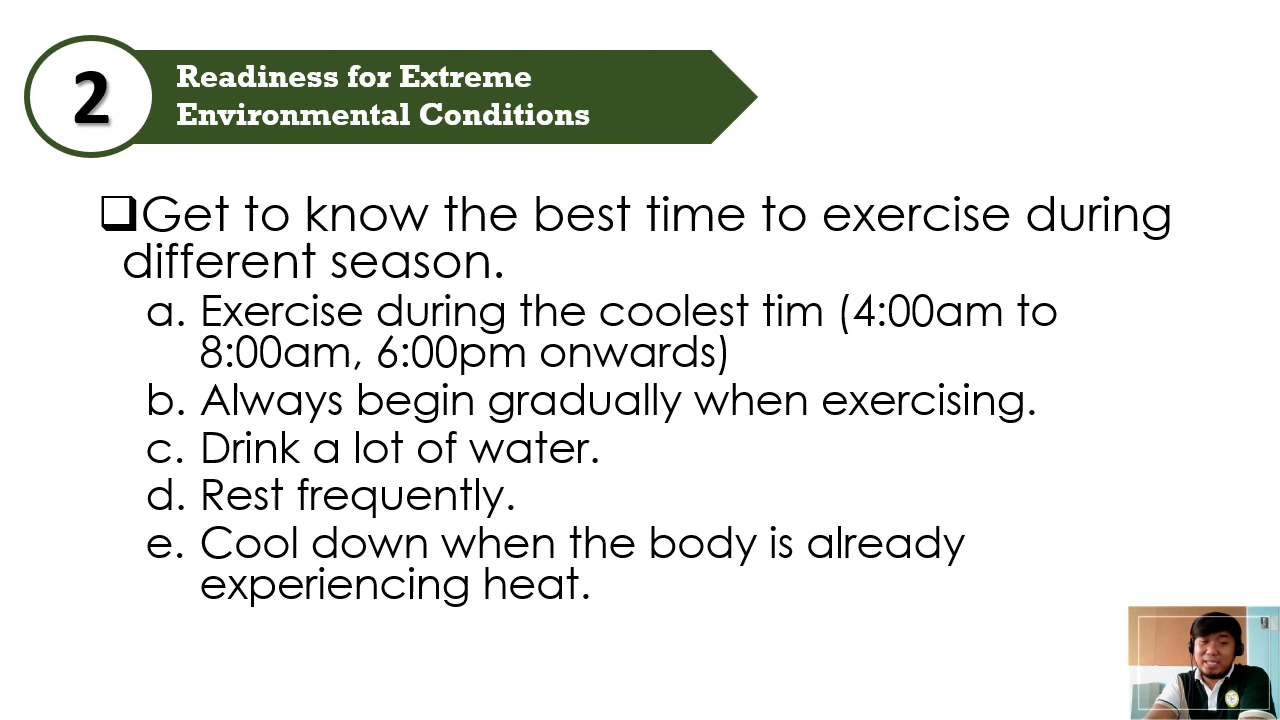 2
Readiness for Extreme
Environmental Conditions
❑Get to know the best time to exercise during
different season.
a. Exercise during the coolest tim (4:00am to
8:00am, 6:00pm onwards)
b. Always begin gradually when exercising.
c. Drink a lot of water.
d. Rest frequently.
e. Cool down when the body is already
experiencing heat.